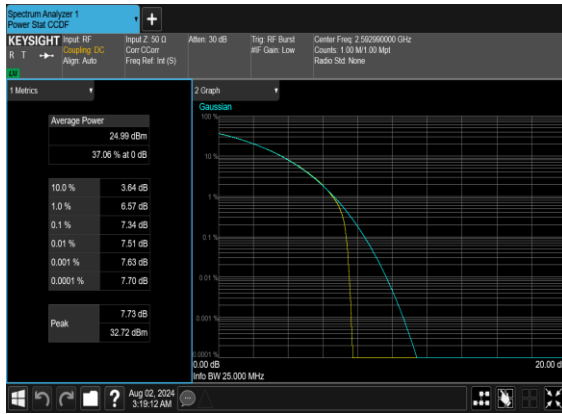 Spectrum Analyzer 1
Power Stat CCDF
KEYSIGHT
R T
Input: RF
Coupling: DC
Align: Auto
Input Z: 50 Ω
Corr CCorr
Freq Ref: Int (S)
Atten: 30 dB
Trig: RF Burst
#IF Gain: Low
Center Freq: 2.592990000 GHz
Counts: 1.00 M/1.00 Mpt
Radio Std: None
1 Metrics
Average Power
24.99 dBm
37.06 % at 0 dB
10.0 % 3.64 dB
1.0 % 6.57 dB
0.1 % 7.34 dB
0.01 % 7.51 dB
0.001 % 7.63 dB
0.0001 % 7.70 dB
Peak
7.73 dB
32.72 dBm
2 Graph
Gaussian
100 %
10 %
1 %
0.1 %
0.01 %
0.001 %
0.0001 %
0.00 dB
20.00 d
Info BW 25.000 MHz
Aug 02, 2024
3:19:12 AM